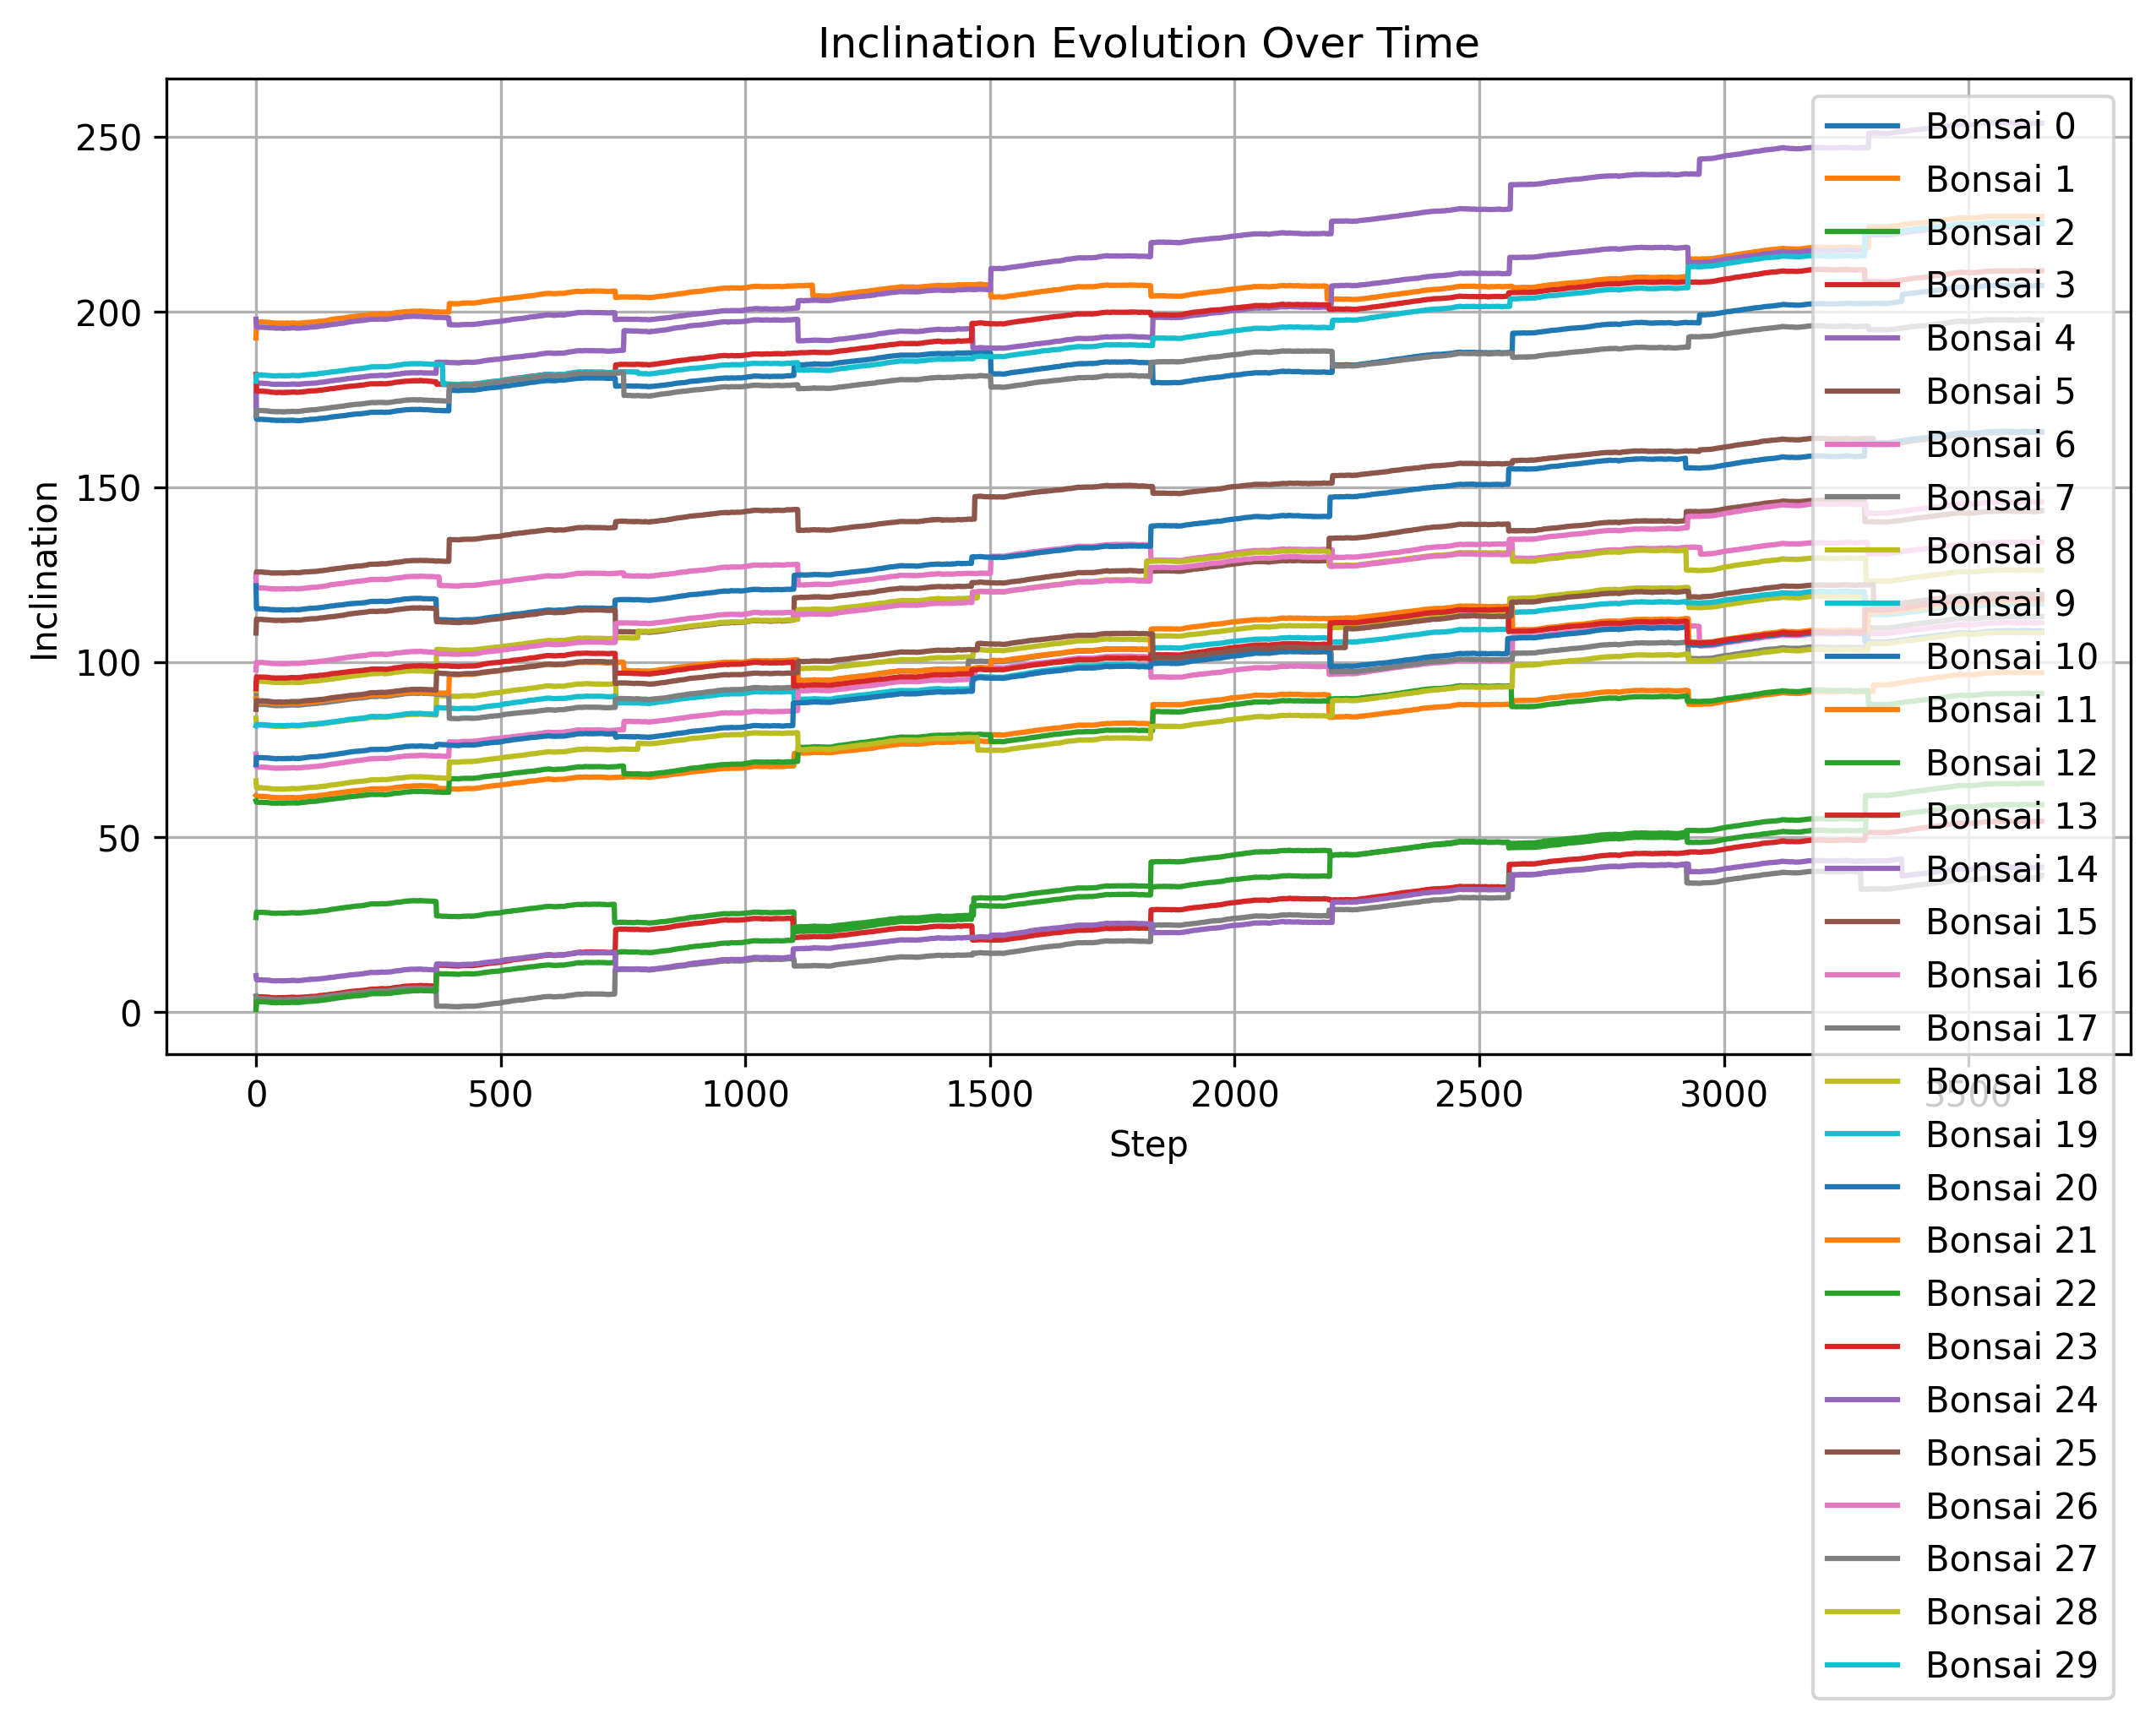 Inclination Evolution Over Time
250
200
150
100
50
0
Inclination
0
500
1000
1500
2000
2500
3000
3500
Step
Bonsai 0
Bonsai 1
Bonsai 2
Bonsai 3
Bonsai 4
Bonsai 5
Bonsai 6
Bonsai 7
Bonsai 8
Bonsai 9
Bonsai 10
Bonsai 11
Bonsai 12
Bonsai 13
Bonsai 14
Bonsai 15
Bonsai 16
Bonsai 17
Bonsai 18
Bonsai 19
Bonsai 20
Bonsai 21
Bonsai 22
Bonsai 23
Bonsai 24
Bonsai 25
Bonsai 26
Bonsai 27
Bonsai 28
Bonsai 29